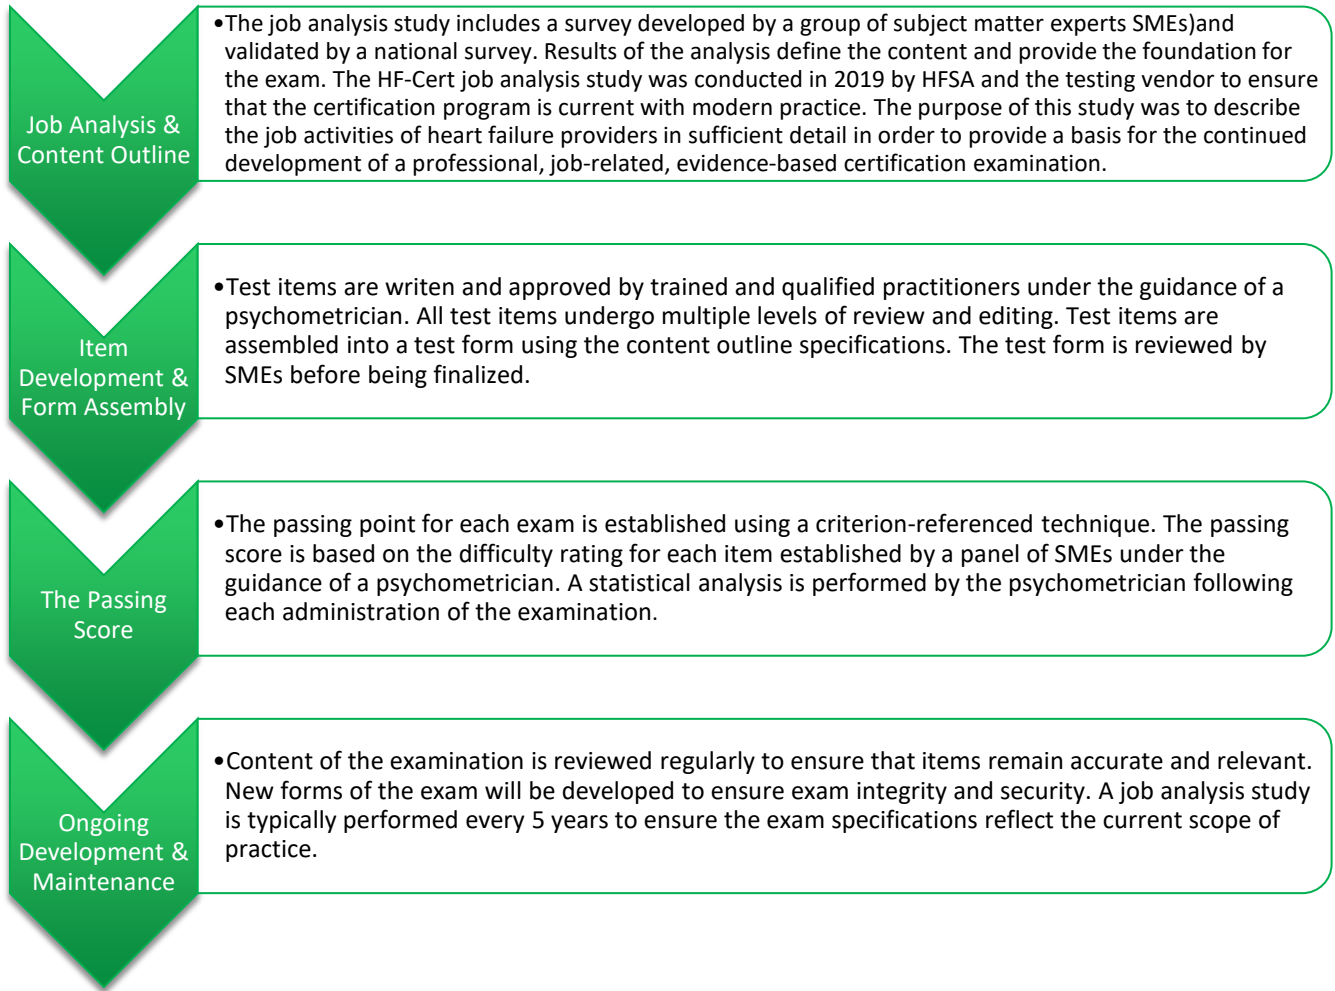 Job Analysis &
Content Outline
•The job analysis study includes a survey developed by a group of subject matter experts SMEs)and
validated by a national survey. Results of the analysis define the content and provide the foundation for
the exam. The HF-Cert job analysis study was conducted in 2019 by HFSA and the testing vendor to ensure
that the certification program is current with modern practice. The purpose of this study was to describe
the job activities of heart failure providers in sufficient detail in order to provide a basis for the continued
development of a professional, job-related, evidence-based certification examination.
Item
Development &
Form Assembly
•Test items are writen and approved by trained and qualified practitioners under the guidance of a
psychometrician. All test items undergo multiple levels of review and editing. Test items are
assembled into a test form using the content outline specifications. The test form is reviewed by
SMEs before being finalized.
The Passing
Score
•The passing point for each exam is established using a criterion-referenced technique. The passing
score is based on the difficulty rating for each item established by a panel of SMEs under the
guidance of a psychometrician. A statistical analysis is performed by the psychometrician following
each administration of the examination.
Ongoing
Development &
Maintenance
•Content of the examination is reviewed regularly to ensure that items remain accurate and relevant.
New forms of the exam will be developed to ensure exam integrity and security. A job analysis study
is typically performed every 5 years to ensure the exam specifications reflect the current scope of
practice.